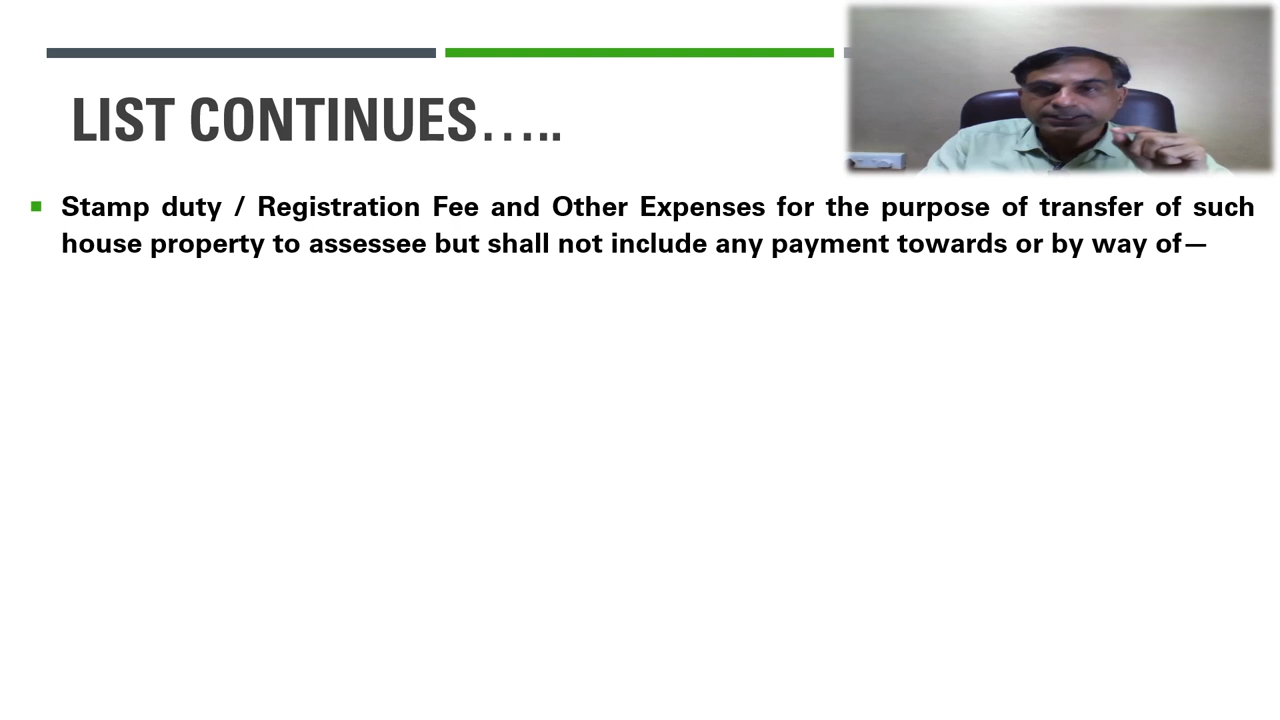 LIST CONTINUES…..
Stamp duty / Registration Fee and Other Expenses for the purpose of transfer of such
house property to assessee but shall not include any payment towards or by way of—